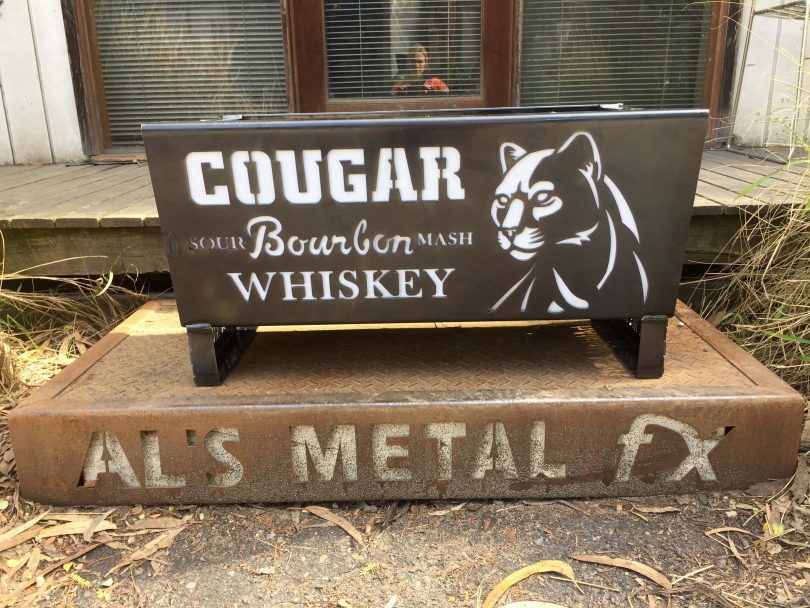 COUGAR
SOUR Bourbon MASH
WHISKEY
AL'S METAL fX